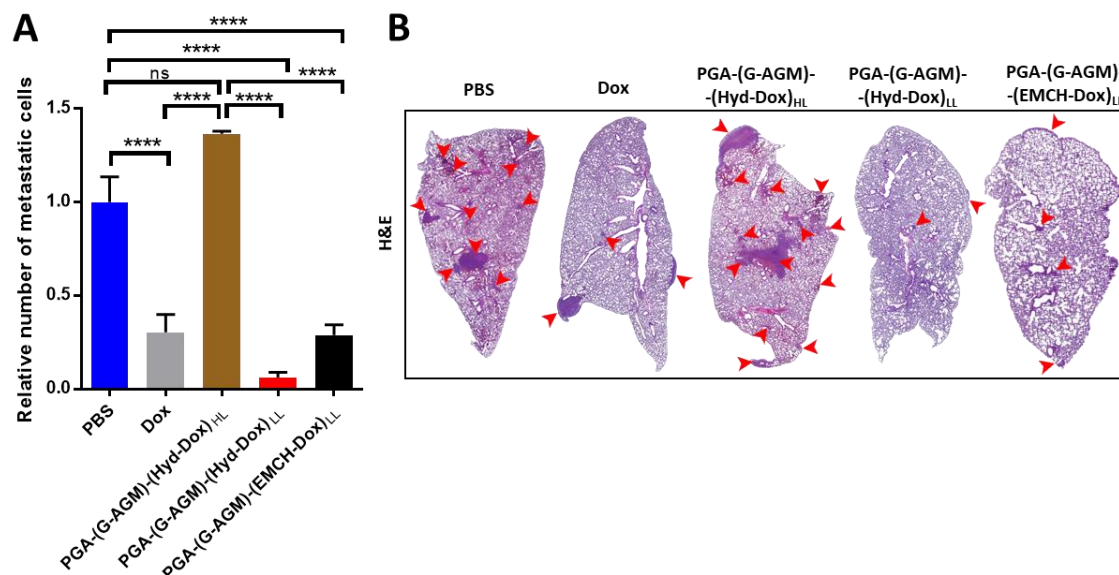 A
B
****
****
ns
****
****
****
****
Relative number of metastatic cells
1.5
1.0
0.5
0.0
PBS
Dox
PGA-(G-AGM)-(Hyd-Dox)HL
PGA-(G-AGM)-(Hyd-Dox)LL
PGA-(G-AGM)-(EMCH-Dox)LL
PBS
Dox
PGA-(G-AGM)-
-(Hyd-Dox)HL
PGA-(G-AGM)-
-(Hyd-Dox)LL
PGA-(G-AGM)
-(EMCH-Dox)LL
H&E